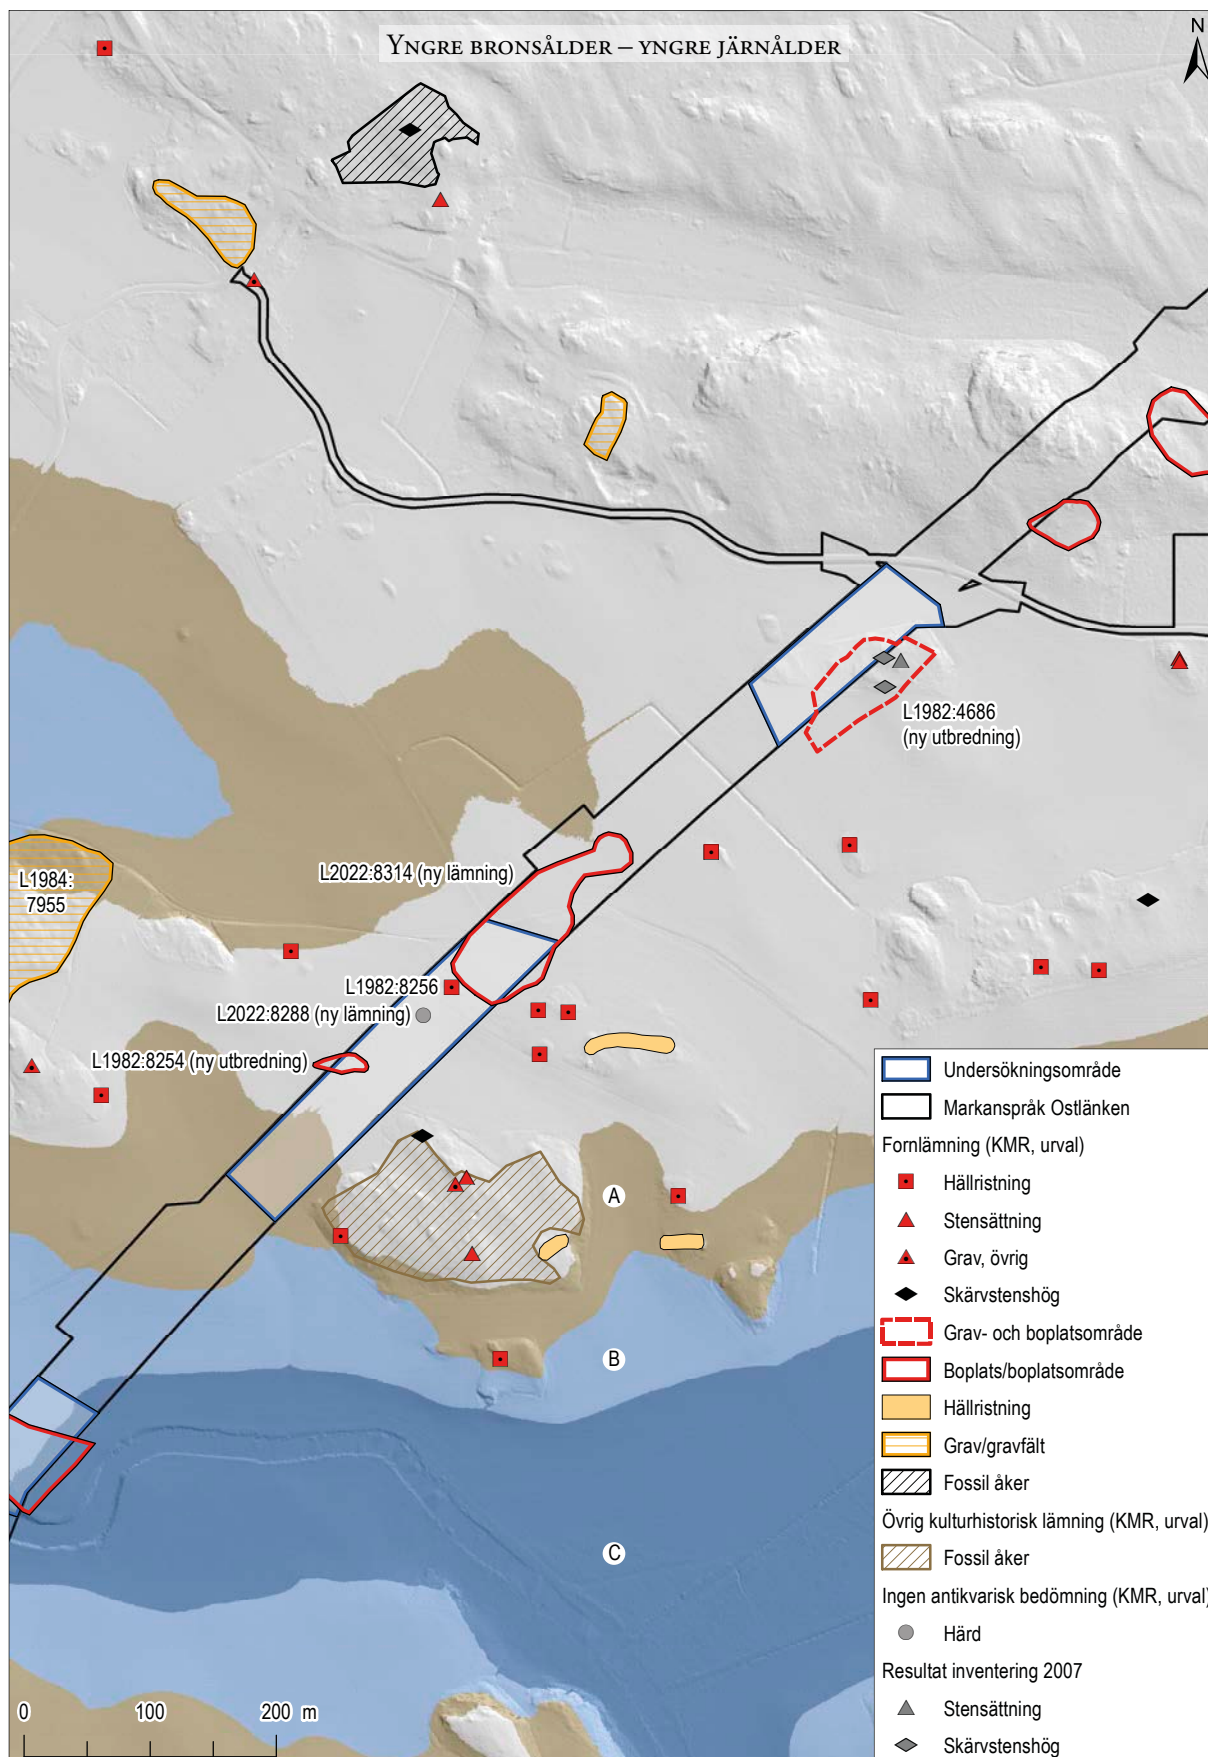 Yngre bronsålder – yngre järnålder
N
L1982:4686
(ny utbredning)
L2022:8314 (ny lämning)
L1984:
7955
L1982:8256
L2022:8288 (ny lämning)
L1982:8254 (ny utbredning)
A
B
C
Undersökningsområde
Markanspråk Ostlänken
Fornlämning (KMR, urval)
Hällristning
Stensättning
Grav, övrig
Skärvstenshög
Grav- och boplatsområde
Boplats/boplatsområde
Hällristning
Grav/gravfält
Fossil åker
Övrig kulturhistorisk lämning (KMR, urval)
Fossil åker
Ingen antikvarisk bedömning (KMR, urval)
Härd
Resultat inventering 2007
Stensättning
Skärvstenshög
0 100 200 m